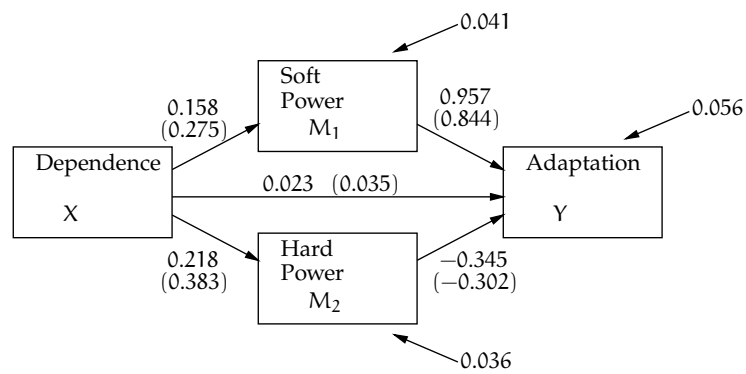 0.041
Soft
Power
M₁
0.158
(0.275)
0.957
(0.844)
0.056
Dependence
X
0.023 (0.035)
Adaptation
Y
Hard
Power
M₂
0.218
(0.383)
−0.345
(−0.302)
0.036